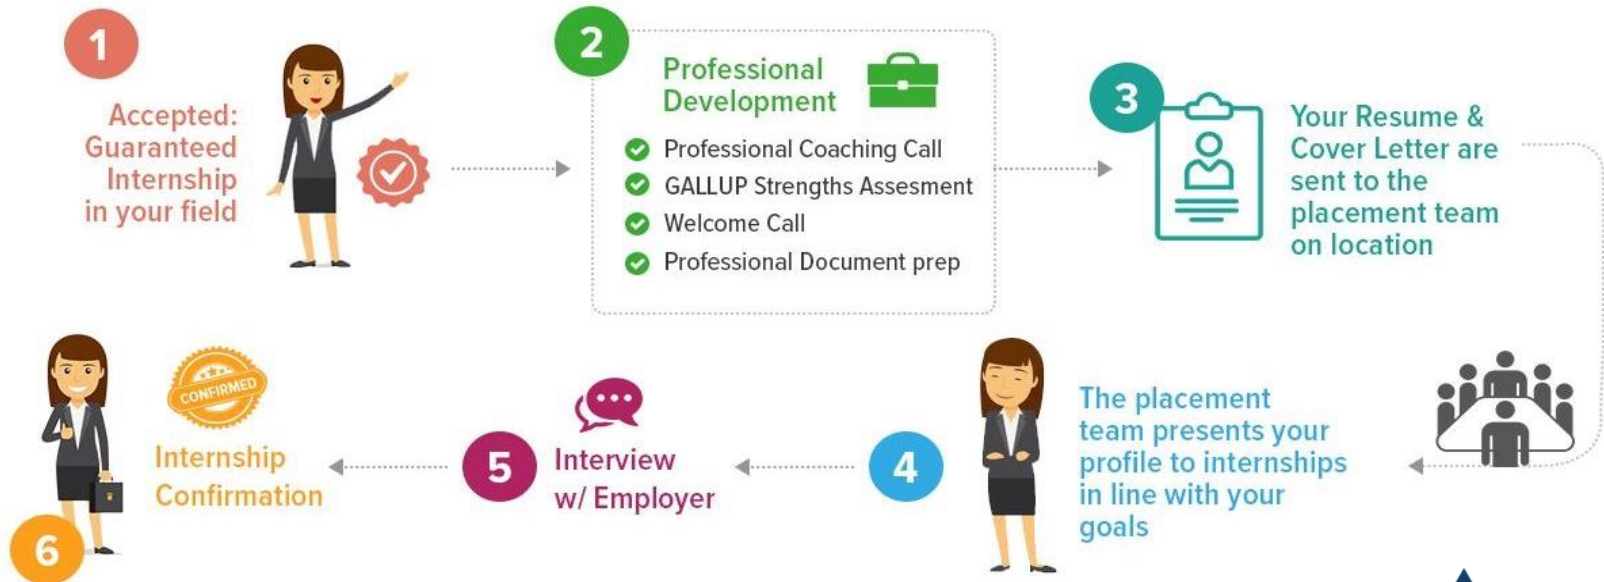 1
Accepted:
Guaranteed
Internship
in your field
2
Professional
Development
Professional Coaching Call
GALLUP Strengths Assesment
Welcome Call
Professional Document prep
3
Your Resume &
Cover Letter are
sent to the
placement team
on location
4
The placement
team presents your
profile to internships
in line with your
goals
5
Interview
w/ Employer
6
CONFIRMED
Internship
Confirmation